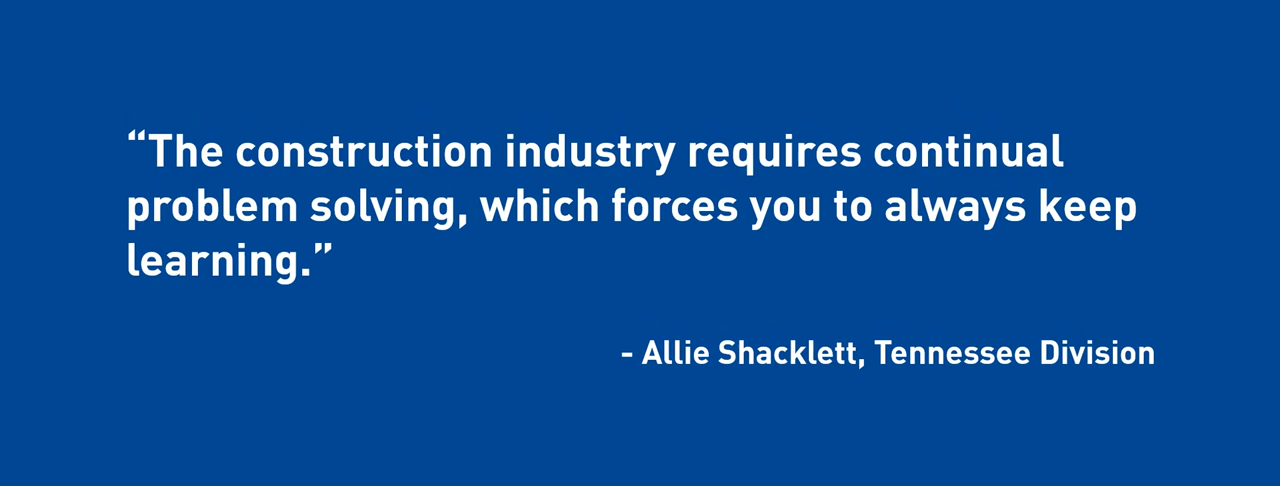 “The construction industry requires continual
problem solving, which forces you to always keep
learning.”
- Allie Shacklett, Tennessee Division